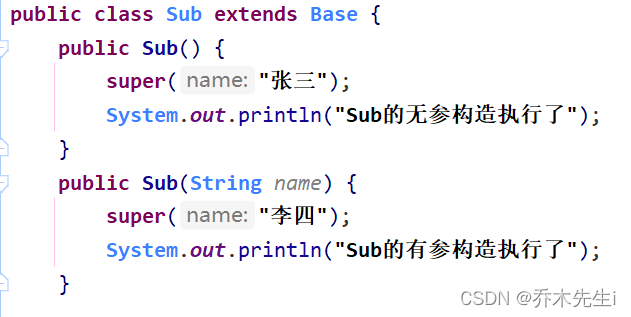 public class Sub extends Base {
public Sub() {
super( name: "张三");
System.out.println("Sub的无参构造执行了");
}
public Sub(String name) {
super( name: "李四");
System.out.println("Sub的有参构造执行了");
}
CSDN @乔木先生i